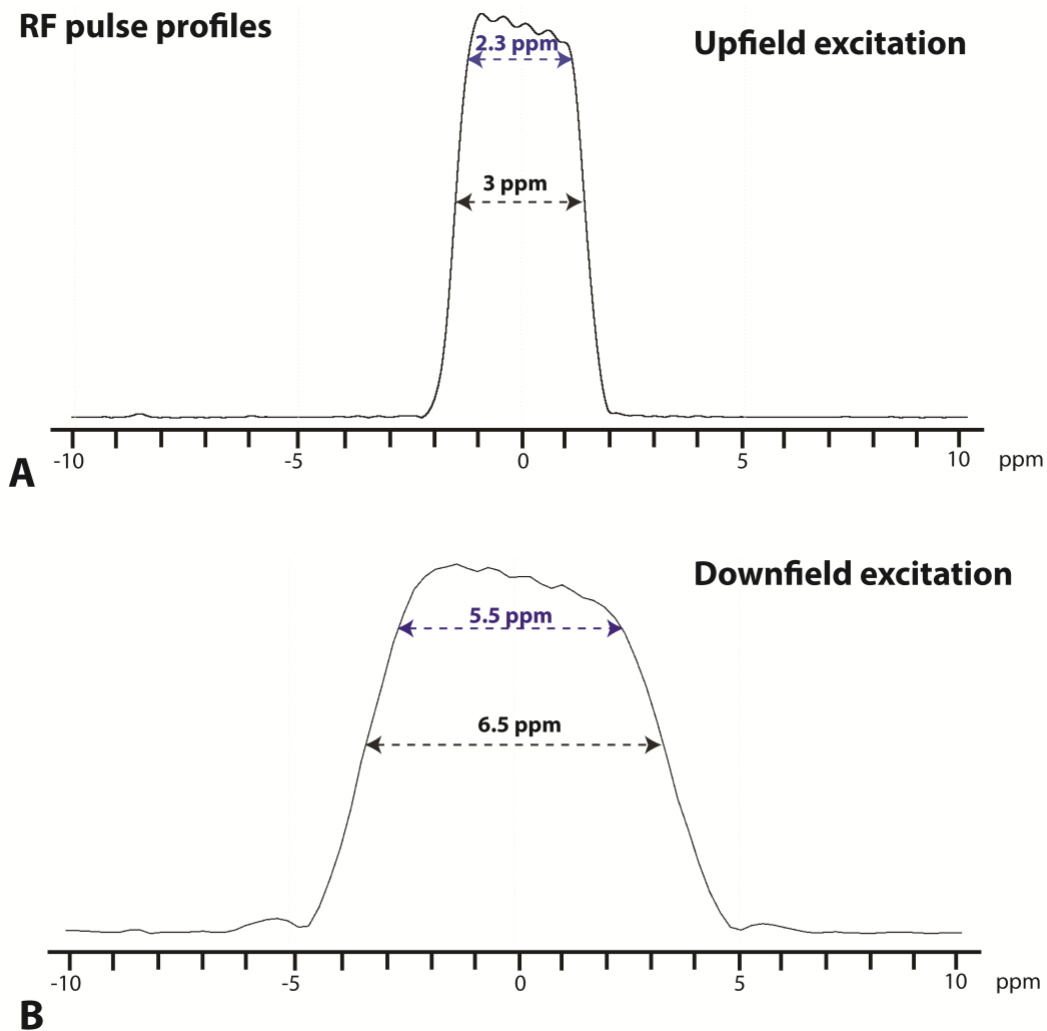 RF pulse profiles
Upfield excitation
2.3 ppm
3 ppm
-10 -5 0 5 10 ppm
A
Downfield excitation
5.5 ppm
6.5 ppm
-10 -5 0 5 10 ppm
B